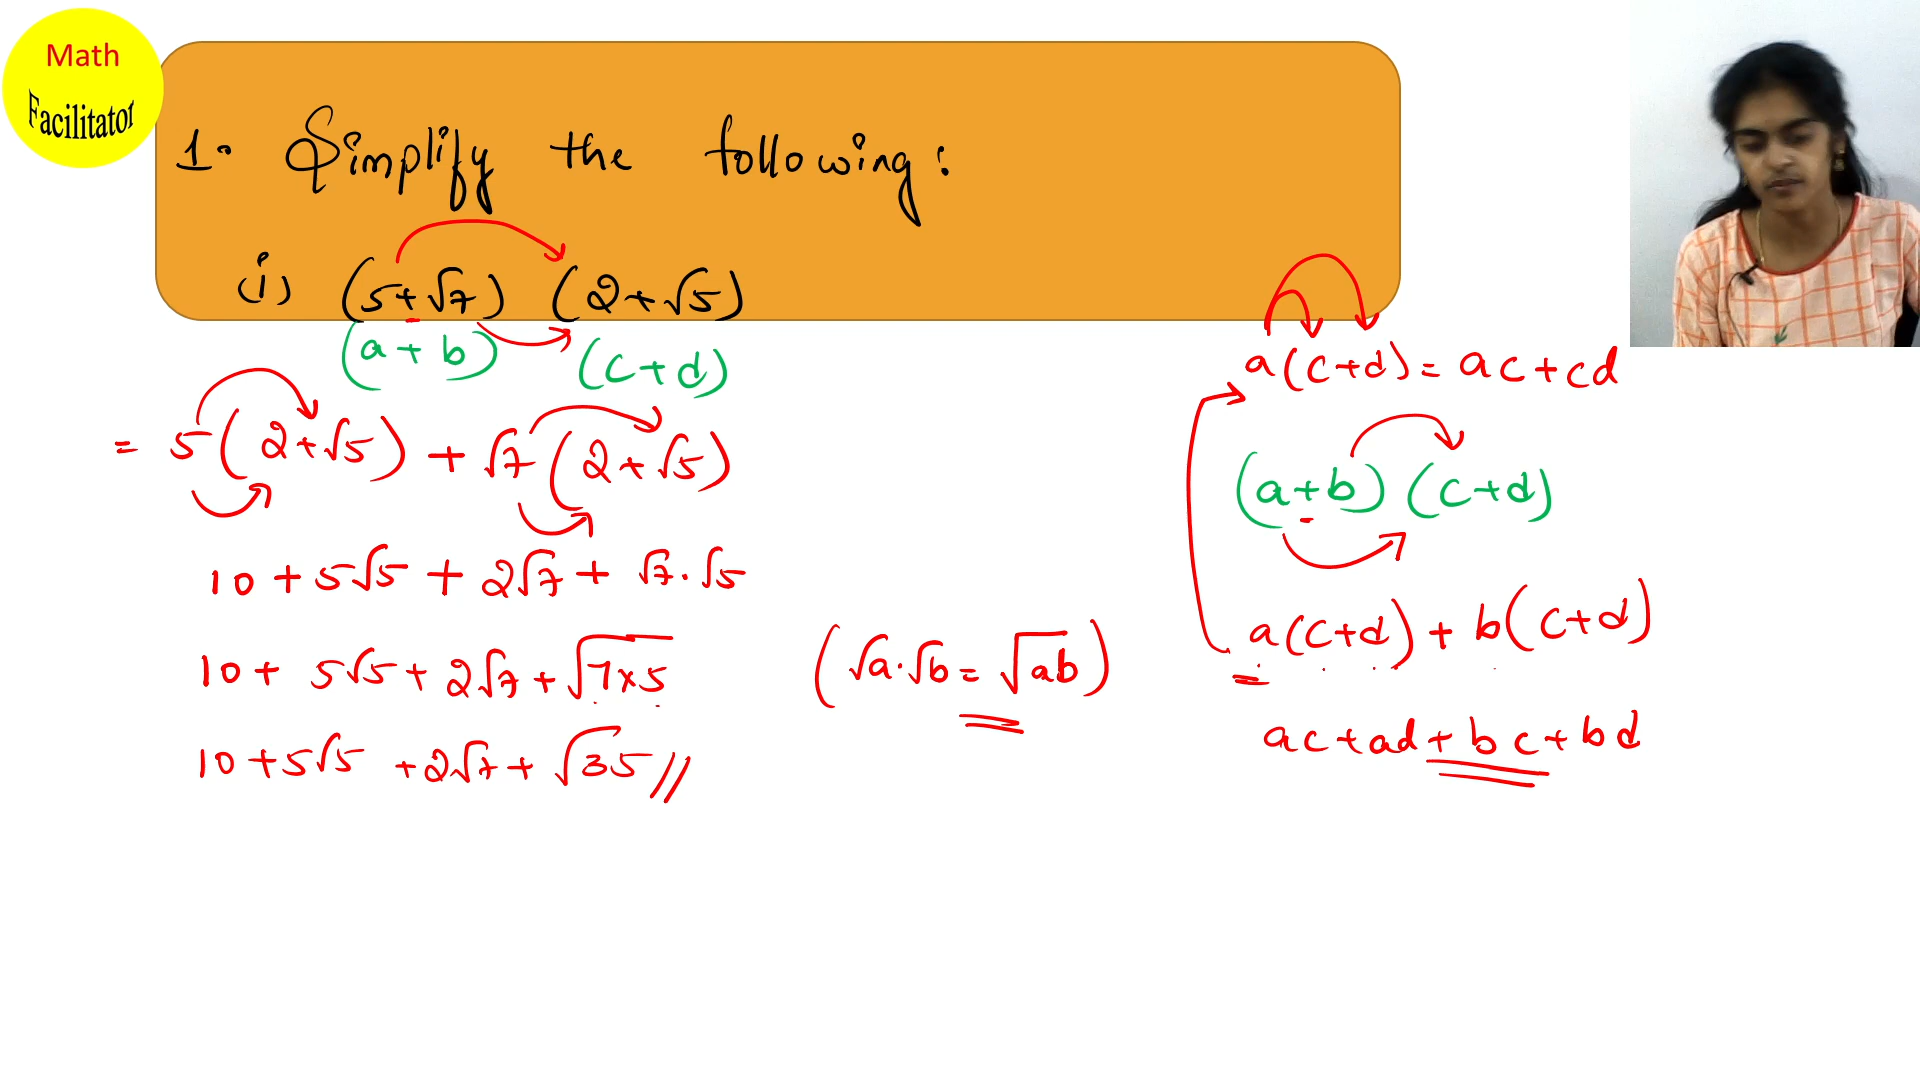 Math
Facilitator
1. Simplify the following:
(i) (5+√7) (2+√5)
(a+b) (c+d)
= 5(2+√5) + √7(2+√5)
10 + 5√5 + 2√7 + √7.√5
10 + 5√5 + 2√7 + √7×5
10 + 5√5 + 2√7 + √35 //
(√a.√b = √ab)
a(c+d) = ac+cd
(a+b) (c+d)
a(c+d) + b(c+d)
ac+ad+bc+bd